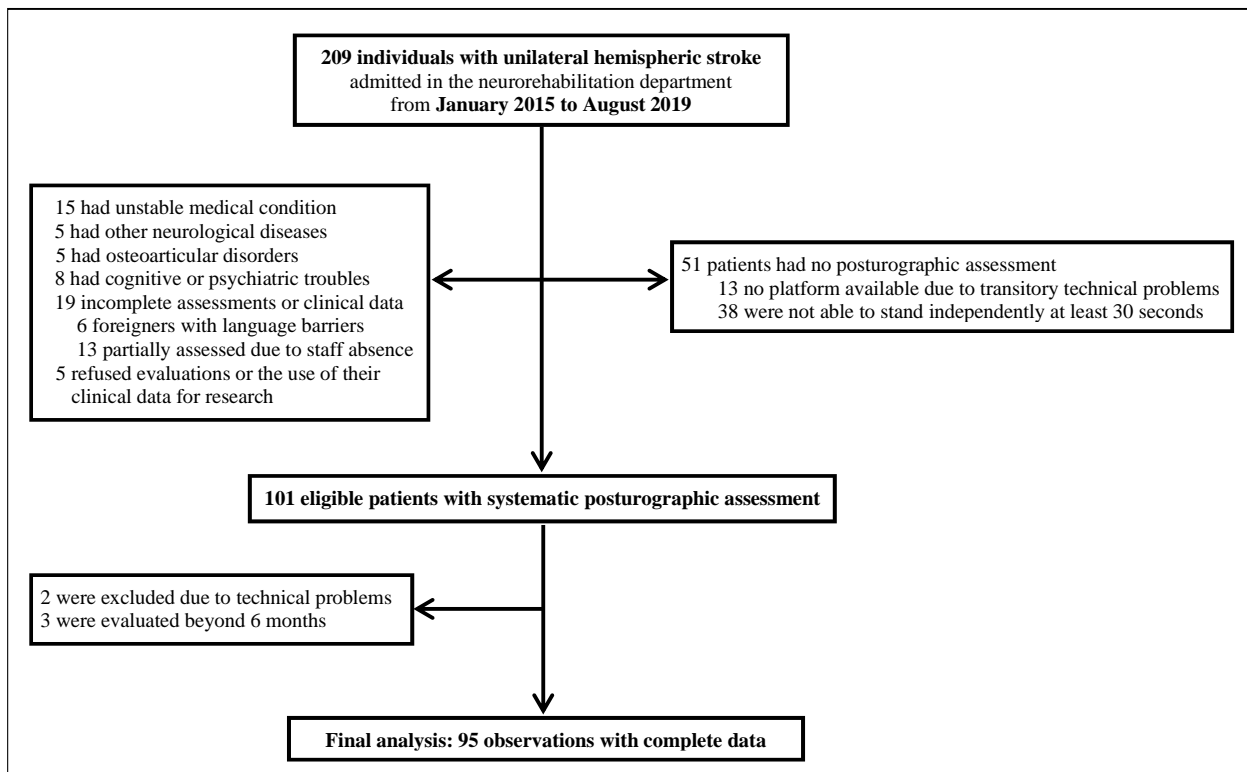 209 individuals with unilateral hemispheric stroke
admitted in the neurorehabilitation department
from January 2015 to August 2019
15 had unstable medical condition
5 had other neurological diseases
5 had osteoarticular disorders
8 had cognitive or psychiatric troubles
19 incomplete assessments or clinical data
6 foreigners with language barriers
13 partially assessed due to staff absence
5 refused evaluations or the use of their
clinical data for research
51 patients had no posturographic assessment
13 no platform available due to transitory technical problems
38 were not able to stand independently at least 30 seconds
101 eligible patients with systematic posturographic assessment
2 were excluded due to technical problems
3 were evaluated beyond 6 months
Final analysis: 95 observations with complete data